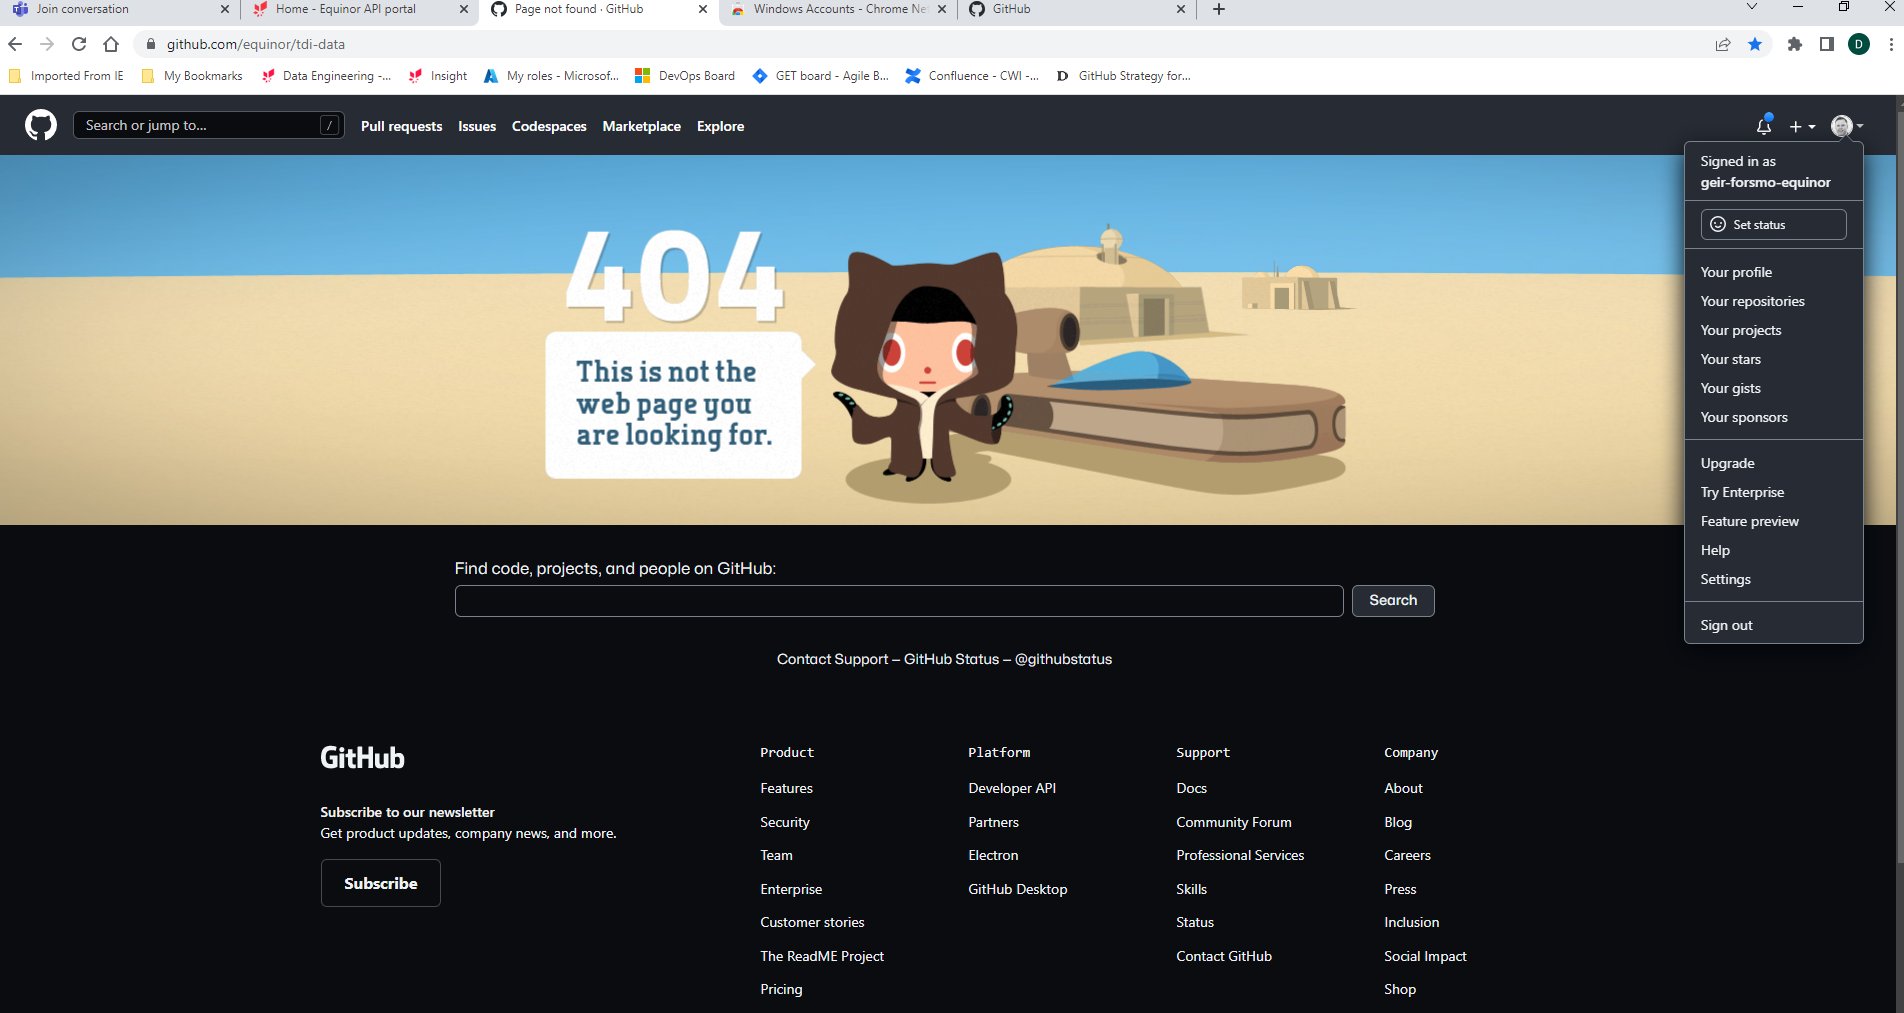 Join conversation
Home - Equinor API portal
Page not found · GitHub
Windows Accounts - Chrome We
GitHub
github.com/equinor/tdi-data
D
Imported From IE
My Bookmarks
Data Engineering -...
Insight
My roles - Microsof...
DevOps Board
GET board - Agile B...
Confluence - CWI -...
D GitHub Strategy for...
Search or jump to... /
Pull requests
Issues
Codespaces
Marketplace
Explore
Signed in as
geir-forsmo-equinor
Set status
Your profile
Your repositories
Your projects
Your stars
Your gists
Your sponsors
Upgrade
Try Enterprise
Feature preview
Help
Settings
Sign out
404
This is not the
web page you
are looking for.
Find code, projects, and people on GitHub:
Search
Contact Support — GitHub Status — @githubstatus
GitHub
Subscribe to our newsletter
Get product updates, company news, and more.
Subscribe
Product
Features
Security
Team
Enterprise
Customer stories
The ReadME Project
Pricing
Platform
Developer API
Partners
Electron
GitHub Desktop
Support
Docs
Community Forum
Professional Services
Skills
Status
Contact GitHub
Company
About
Blog
Careers
Press
Inclusion
Social Impact
Shop